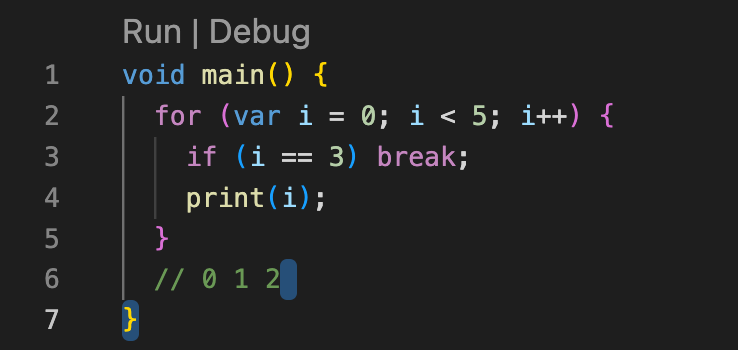 Run | Debug
1 void main() {
2   for (var i = 0; i < 5; i++) {
3     if (i == 3) break;
4     print(i);
5   }
6   // 0 1 2
7 }